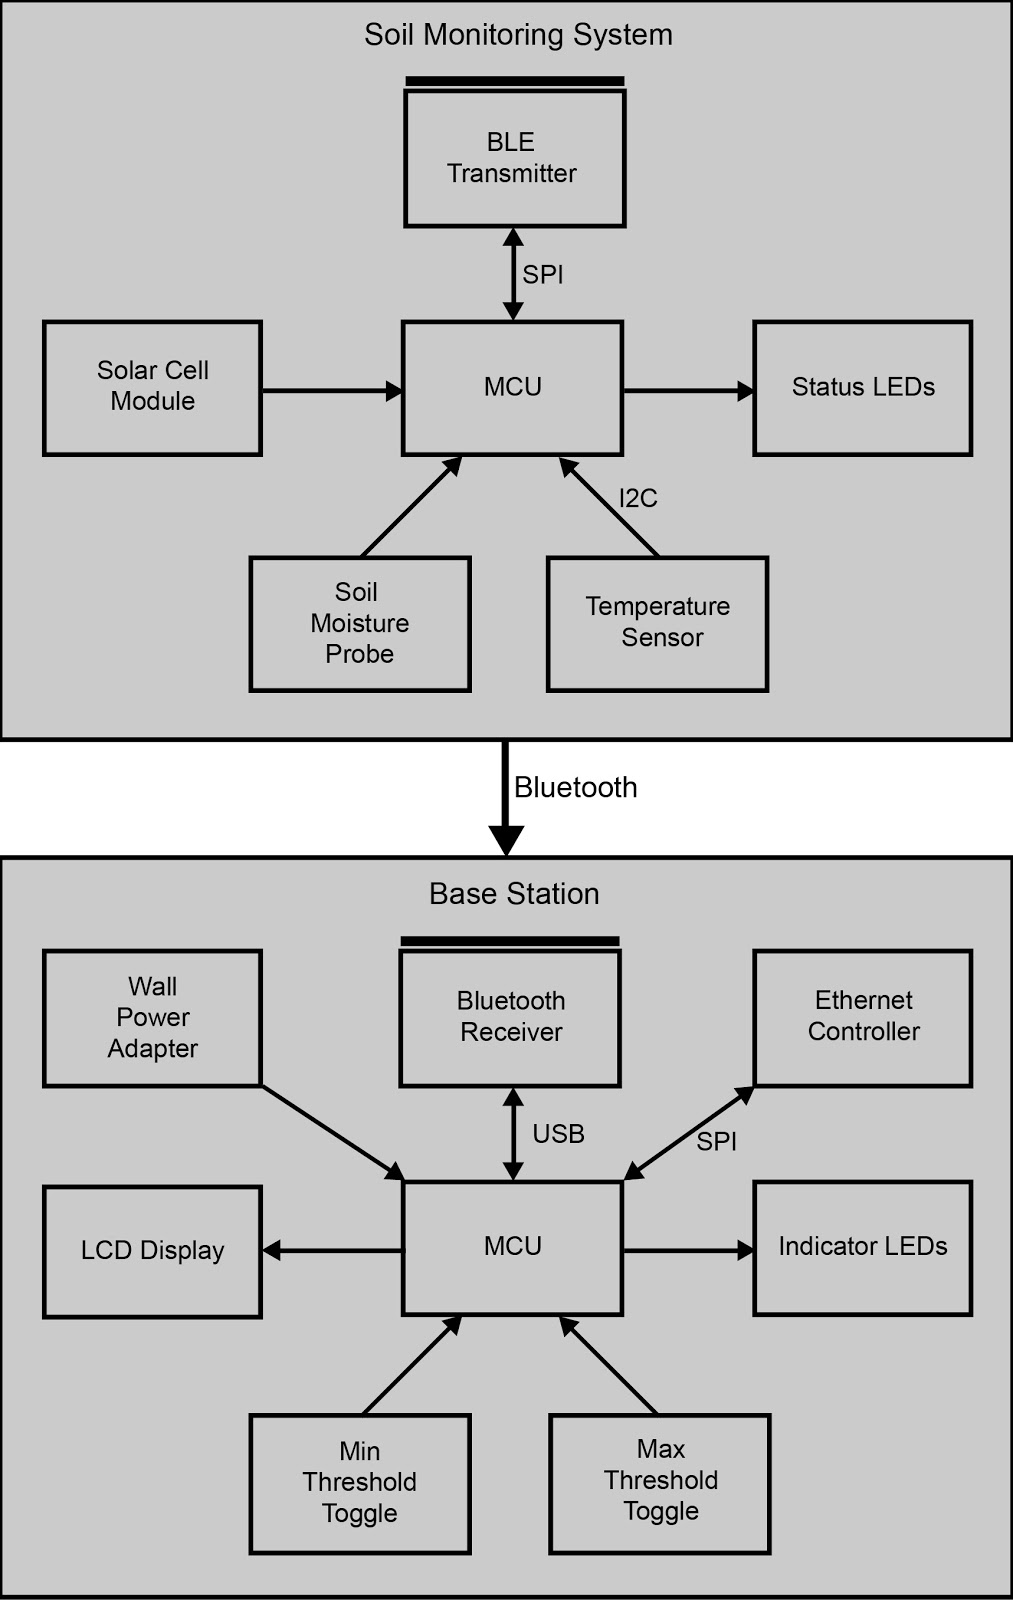 Soil Monitoring System
BLE
Transmitter
SPI
Solar Cell
Module
MCU
Status LEDs
I2C
Soil
Moisture
Probe
Temperature
Sensor
Bluetooth
Base Station
Wall
Power
Adapter
Bluetooth
Receiver
Ethernet
Controller
USB
SPI
LCD Display
MCU
Indicator LEDs
Min
Threshold
Toggle
Max
Threshold
Toggle